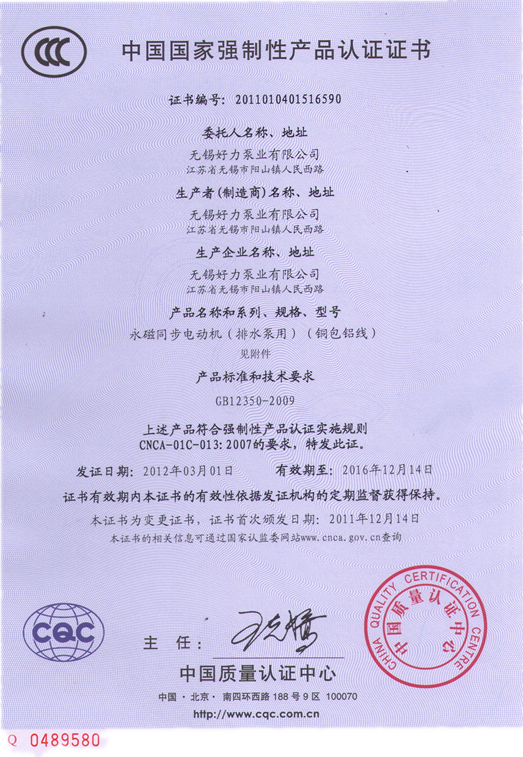 CCC
中国国家强制性产品认证证书
证书编号：2011010401516590
委托人名称、地址
无锡好力泵业有限公司
江苏省无锡市阳山镇人民西路
生产者(制造商)名称、地址
无锡好力泵业有限公司
江苏省无锡市阳山镇人民西路
生产企业名称、地址
无锡好力泵业有限公司
江苏省无锡市阳山镇人民西路
产品名称和系列、规格、型号
永磁同步电动机（排水泵用）（铜包铝线）
见附件
产品标准和技术要求
GB12350-2009
上述产品符合强制性产品认证实施规则
CNCA-01C-013:2007的要求，特发此证。
发证日期：2012年03月01日 有效期至：2016年12月14日
证书有效期内本证书的有效性依据发证机构的定期监督获得保持。
本证书为变更证书，证书首次颁发日期：2011年12月14日
本证书的相关信息可通过国家认监委网站www.cnca.gov.cn查询
CHINA QUALITY CERTIFICATION CENTRE
中国质量认证中心
CQC
主任：
中国质量认证中心
中国·北京·南四环西路188号9区 100070
http://www.cqc.com.cn
Q 0489580